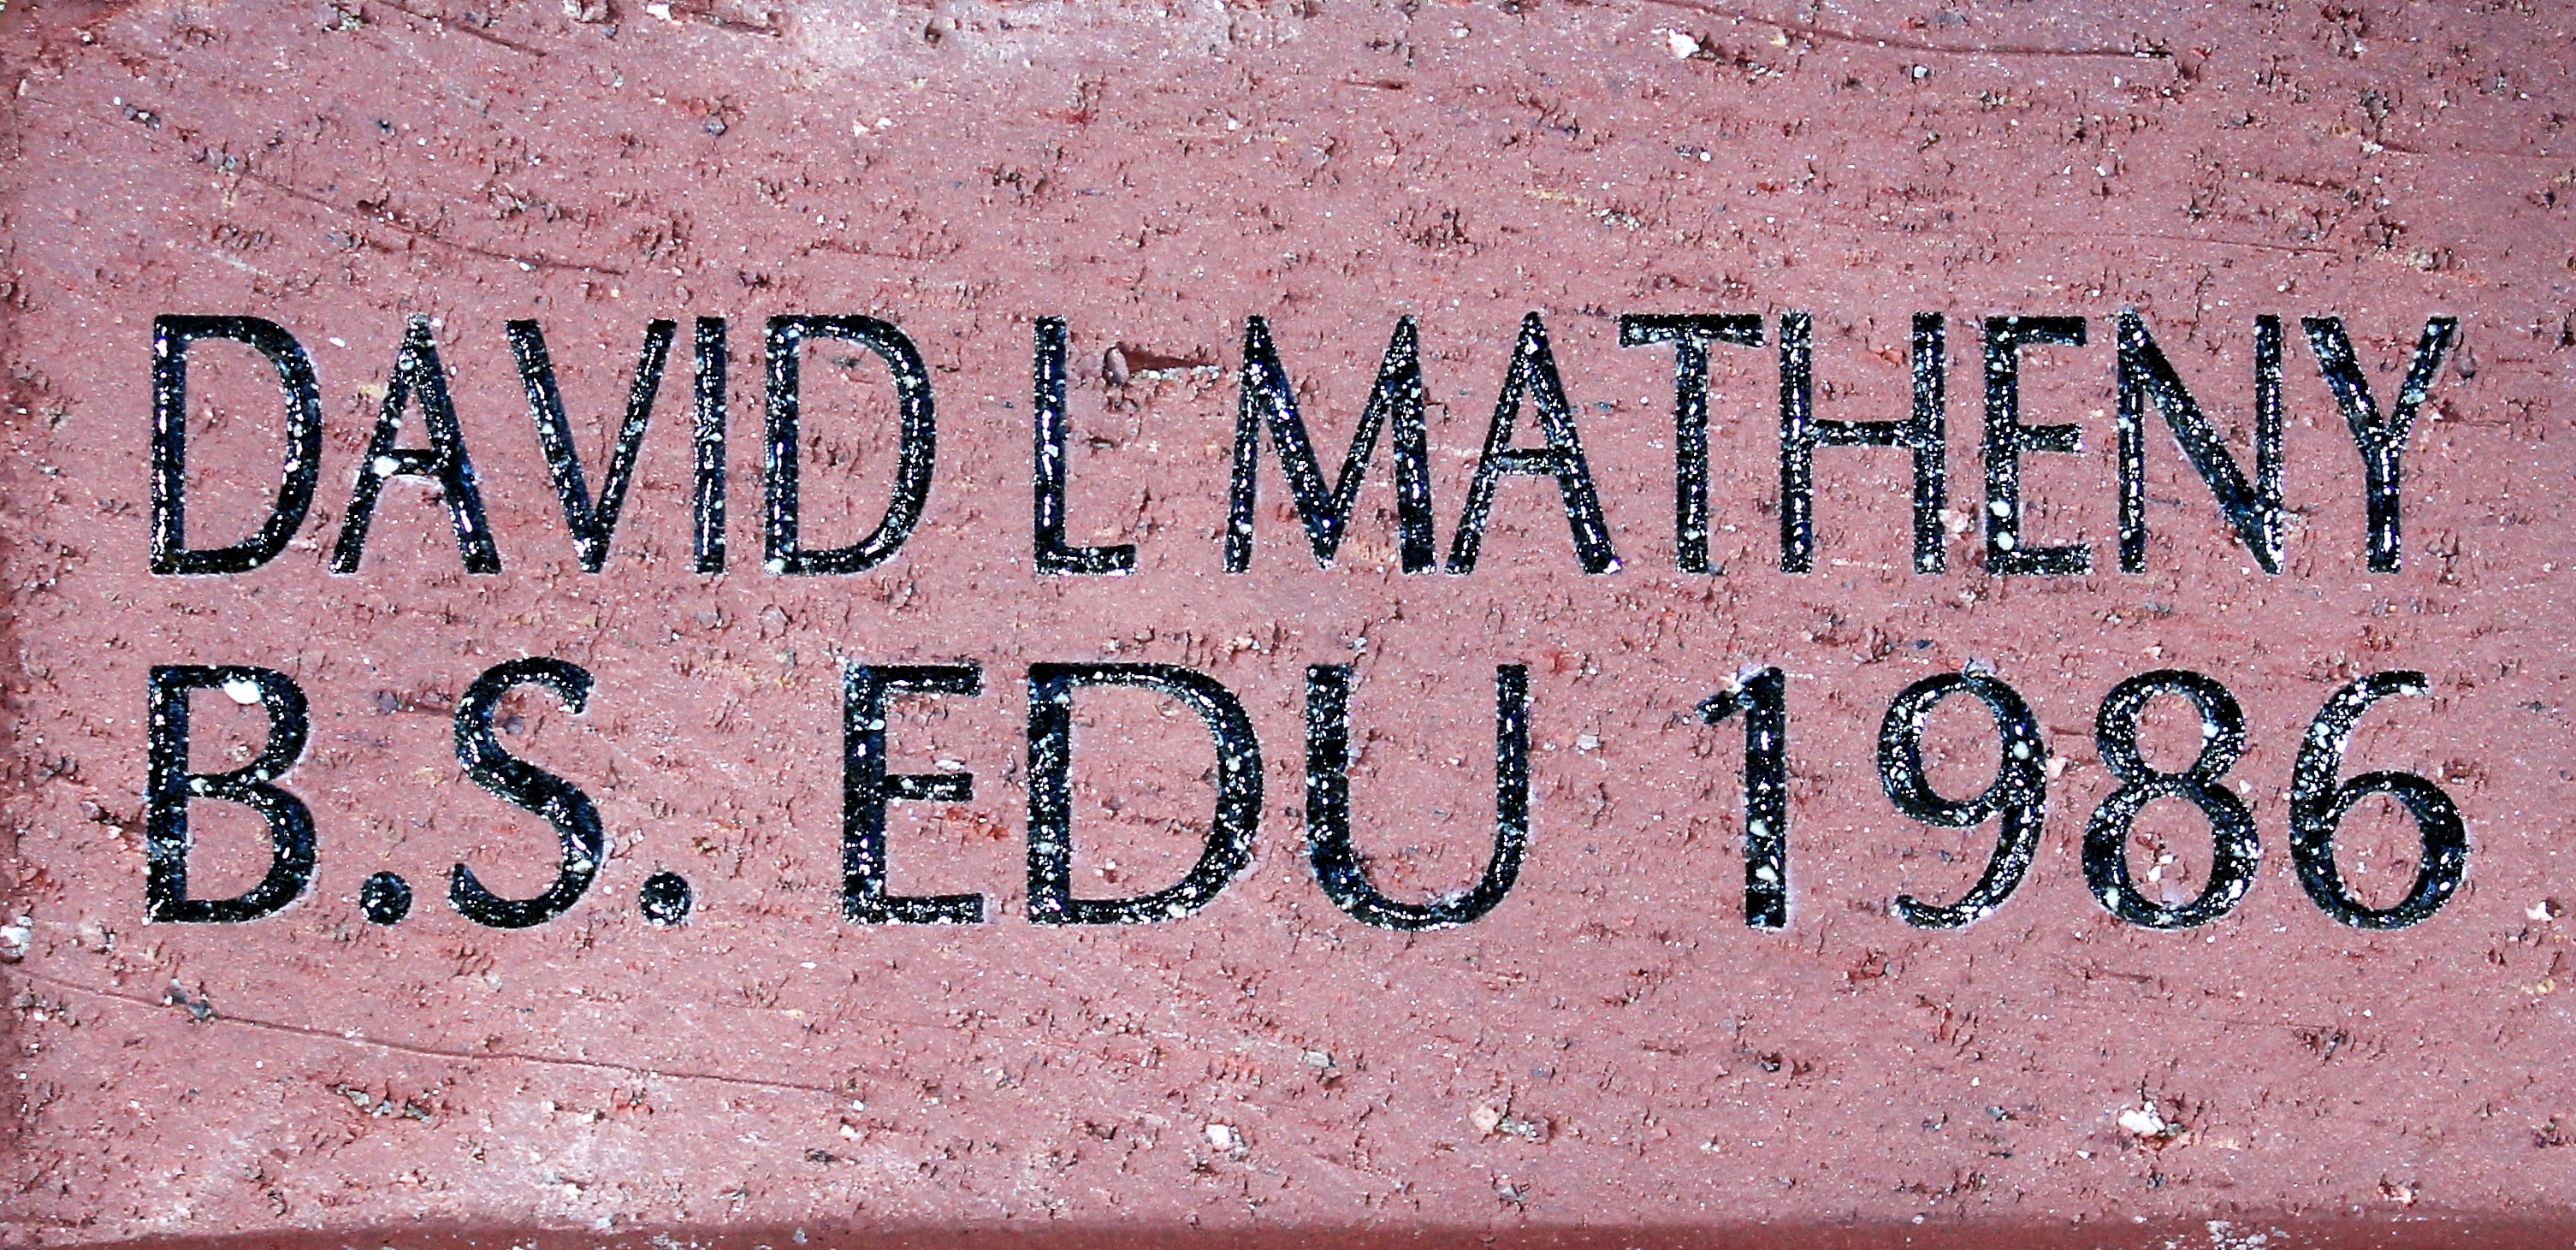 DAVID L MATHENY
B.S. EDU 1986